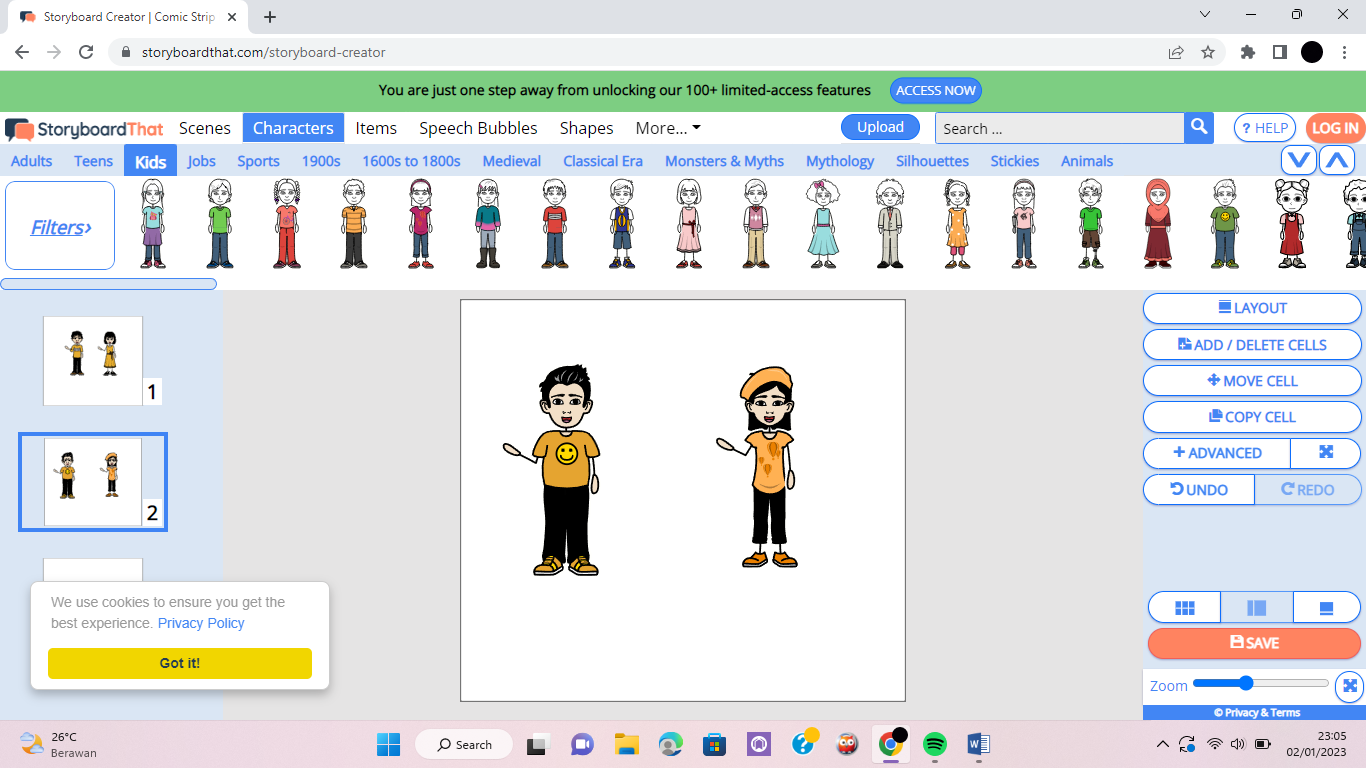 Storyboard Creator | Comic Strip
storyboardthat.com/storyboard-creator
You are just one step away from unlocking our 100+ limited-access features ACCESS NOW
StoryboardThat Scenes Characters Items Speech Bubbles Shapes More... Upload Search ... ? HELP LOG IN
Adults Teens Kids Jobs Sports 1900s 1600s to 1800s Medieval Classical Era Monsters & Myths Mythology Silhouettes Stickies Animals
Filters›
1
2
LAYOUT
ADD / DELETE CELLS
MOVE CELL
COPY CELL
ADVANCED
UNDO REDO
We use cookies to ensure you get the
best experience. Privacy Policy
Got it!
SAVE
Zoom
© Privacy & Terms
26°C
Berawan
Search
23:05
02/01/2023